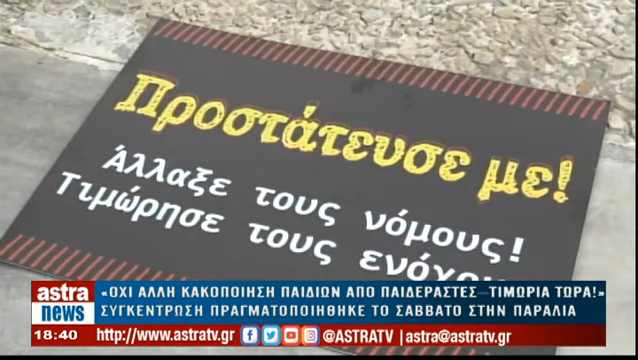 Προστάτευσε με!
Άλλαξε τους νόμους!
Τιμώρησε τους
astra
news
«ΟΧΙ ΑΛΛΗ ΚΑΚΟΠΟΙΗΣΗ ΠΑΙΔΙΩΝ ΑΠΟ ΠΑΙΔΕΡΑΣΤΕΣ–ΤΙΜΩΡΙΑ ΤΩΡΑ!»
ΣΥΓΚΕΝΤΡΩΣΗ ΠΡΑΓΜΑΤΟΠΟΙΗΘΗΚΕ ΤΟ ΣΑΒΒΑΤΟ ΣΤΗΝ ΠΑΡΑΛΙΑ
18:40 http://www.astratv.gr @ASTRATV | astra@astratv.gr